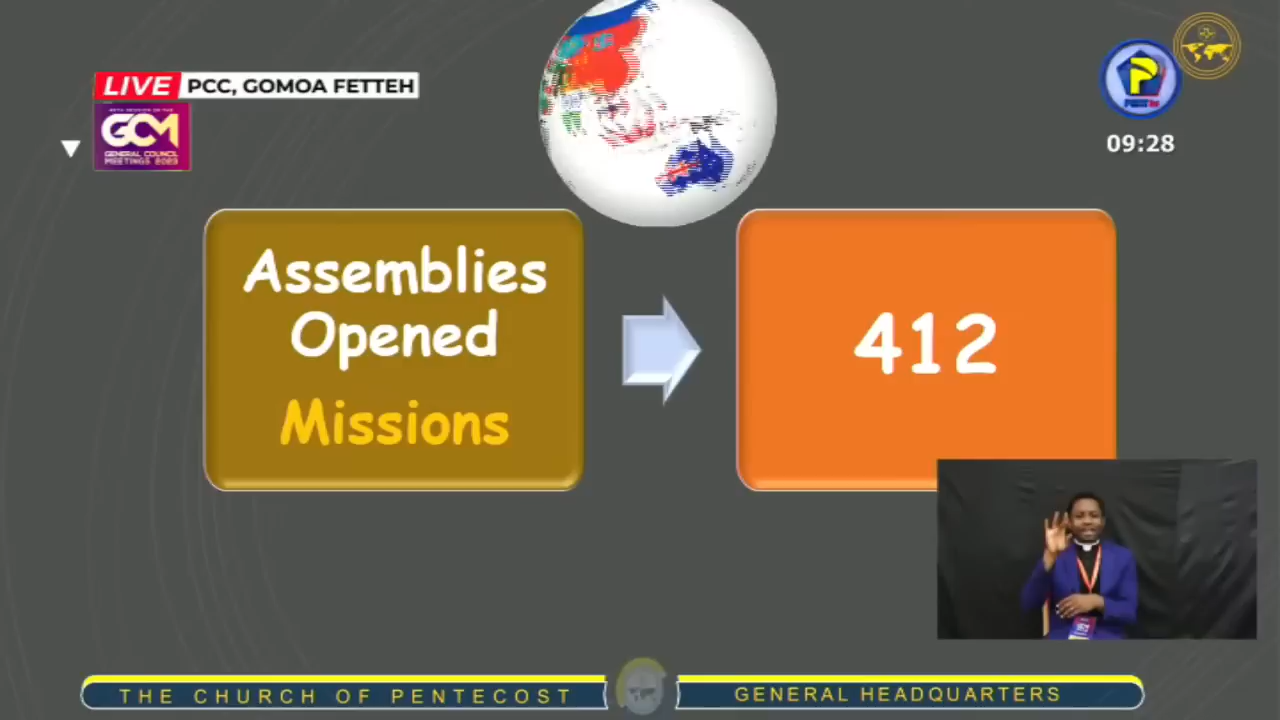 LIVE PCC, GOMOA FETTEH
GCM
GENERAL COUNCIL
MEETINGS 2023
09:28
Assemblies
Opened
Missions
412
THE CHURCH OF PENTECOST
GENERAL HEADQUARTERS